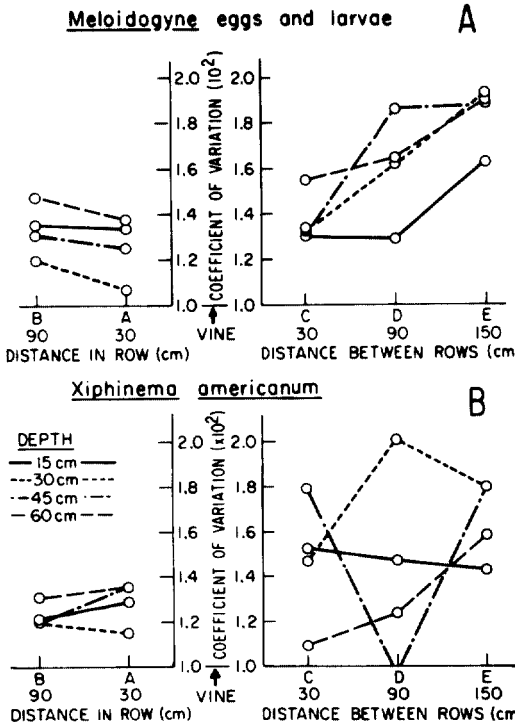 Meloidogyne eggs and larvae
A
COEFFICIENT OF VARIATION (10²)
2.0
1.8
1.6
1.4
1.2
1.0
2.0
1.8
1.6
1.4
1.2
1.0
B A
90 30
VINE
DISTANCE IN ROW (cm)
C D E
30 90 150
DISTANCE BETWEEN ROWS (cm
Xiphinema americanum
B
DEPTH
15 cm
30 cm
45 cm
60 cm
COEFFICIENT OF VARIATION (x10²)
2.0
1.8
1.6
1.4
1.2
1.0
2.0
1.8
1.6
1.4
1.2
1.0
B A
90 30
VINE
DISTANCE IN ROW (cm)
C D E
30 90 150
DISTANCE BETWEEN ROWS (cm)